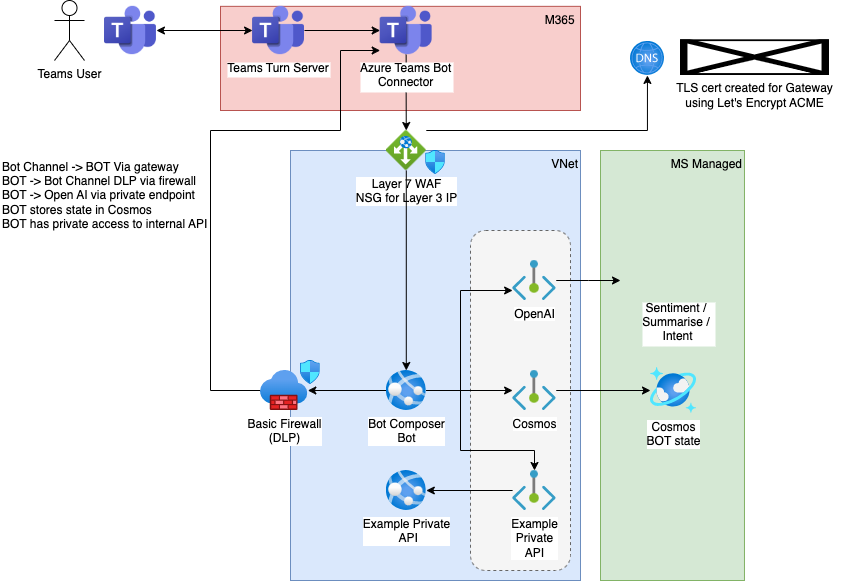 M365
T
T
T
DNS
Teams User
Teams Turn Server
Azure Teams Bot
Connector
TLS cert created for Gateway
using Let's Encrypt ACME
Bot Channel -> BOT Via gateway
BOT -> Bot Channel DLP via firewall
BOT -> Open AI via private endpoint
BOT stores state in Cosmos
BOT has private access to internal API
VNet
MS Managed
Layer 7 WAF
NSG for Layer 3 IP
OpenAI
Sentiment /
Summarise /
Intent
Basic Firewall
(DLP)
Bot Composer
Bot
Cosmos
Cosmos
BOT state
Example Private
API
Example
Private
API